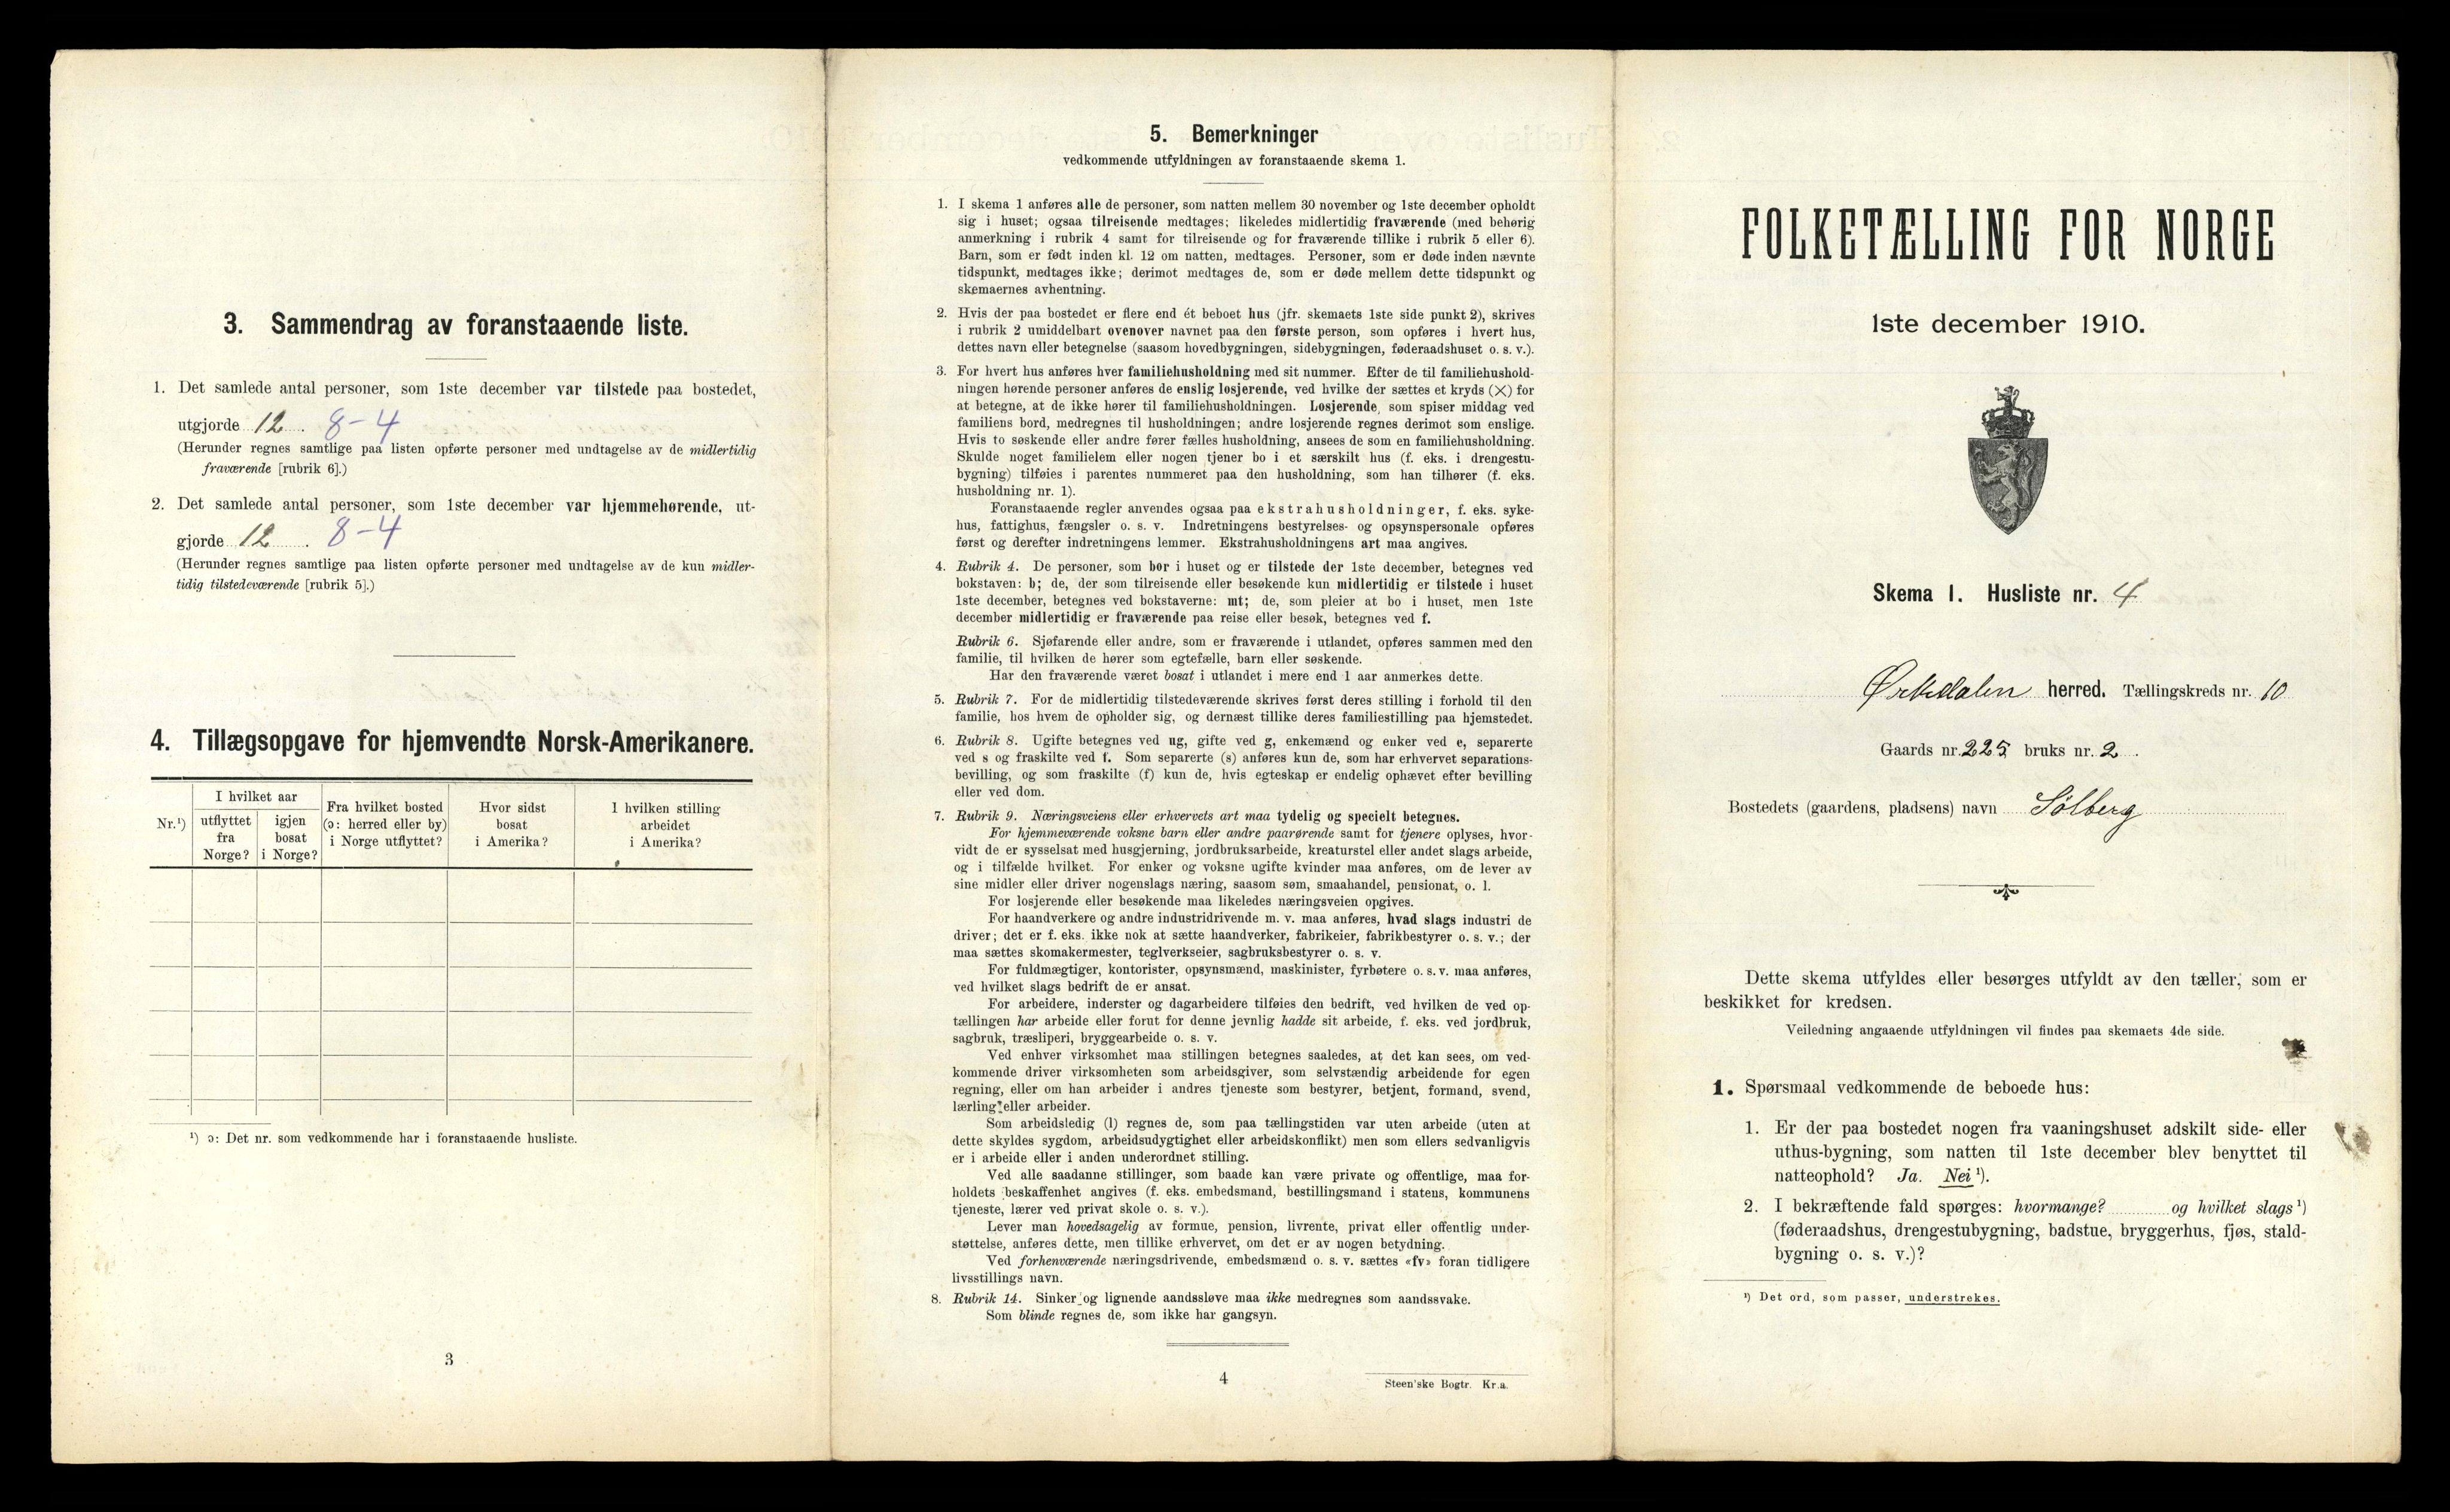 3. Sammendrag av foranstaaende liste.
1. Det samlede antal personer, som 1ste december var tilstede paa bostedet,
utgjorde 12. 8-4
(Herunder regnes samtlige paa listen opførte personer med undtagelse av de midlertidig
fraværende [rubrik 6].)
2. Det samlede antal personer, som 1ste december var hjemmehørende, ut-
gjorde 12. 8-4
(Herunder regnes samtlige paa listen opførte personer med undtagelse av de kun midler-
tidig tilstedeværende [rubrik 5].)
4. Tillægsopgave for hjemvendte Norsk-Amerikanere.
Nr.¹)
I hvilket aar
utflyttet
fra
Norge?
igjen
bosat
i Norge?
Fra hvilket bosted
(ɔ: herred eller by)
i Norge utflyttet?
Hvor sidst
bosat
i Amerika?
I hvilken stilling
arbeidet
i Amerika?
¹) ɔ: Det nr. som vedkommende har i foranstaaende husliste.
3
5. Bemerkninger
vedkommende utfyldningen av foranstaaende skema 1.
1. I skema 1 anføres alle de personer, som natten mellem 30 november og 1ste december opholdt
sig i huset; ogsaa tilreisende medtages; likeledes midlertidig fraværende (med behørig
anmerkning i rubrik 4 samt for tilreisende og for fraværende tillike i rubrik 5 eller 6).
Barn, som er født inden kl. 12 om natten, medtages. Personer, som er døde inden nævnte
tidspunkt, medtages ikke; derimot medtages de, som er døde mellem dette tidspunkt og
skemaernes avhentning.
2. Hvis der paa bostedet er flere end ét beboet hus (jfr. skemaets 1ste side punkt 2), skrives
i rubrik 2 umiddelbart ovenover navnet paa den første person, som opføres i hvert hus,
dettes navn eller betegnelse (saasom hovedbygningen, sidebygningen, føderaadshuset o. s. v.).
3. For hvert hus anføres hver familiehusholdning med sit nummer. Efter de til familiehushold-
ningen hørende personer anføres de enslig losjerende, ved hvilke der sættes et kryds (×) for
at betegne, at de ikke hører til familiehusholdningen. Losjerende, som spiser middag ved
familiens bord, medregnes til husholdningen; andre losjerende regnes derimot som enslige.
Hvis to søskende eller andre fører fælles husholdning, ansees de som en familiehusholdning.
Skulde noget familielem eller nogen tjener bo i et særskilt hus (f. eks. i drengestu-
bygning) tilføies i parentes nummeret paa den husholdning, som han tilhører (f. eks.
husholdning nr. 1).
Foranstaaende regler anvendes ogsaa paa ekstrahusholdninger, f. eks. syke-
hus, fattighus, fængsler o. s. v. Indretningens bestyrelses- og opsynspersonale opføres
først og derefter indretningens lemmer. Ekstrahusholdningens art maa angives.
4. Rubrik 4. De personer, som bor i huset og er tilstede der 1ste december, betegnes ved
bokstaven: b; de, der som tilreisende eller besøkende kun midlertidig er tilstede i huset
1ste december, betegnes ved bokstaverne: mt; de, som pleier at bo i huset, men 1ste
december midlertidig er fraværende paa reise eller besøk, betegnes ved f.
Rubrik 6. Sjøfarende eller andre, som er fraværende i utlandet, opføres sammen med den
familie, til hvilken de hører som egtefælle, barn eller søskende.
Har den fraværende været bosat i utlandet i mere end 1 aar anmerkes dette.
5. Rubrik 7. For de midlertidig tilstedeværende skrives først deres stilling i forhold til den
familie, hos hvem de opholder sig, og dernæst tillike deres familiestilling paa hjemstedet.
6. Rubrik 8. Ugifte betegnes ved ug, gifte ved g, enkemænd og enker ved e, separerte
ved s og fraskilte ved f. Som separerte (s) anføres kun de, som har erhvervet separations-
bevilling, og som fraskilte (f) kun de, hvis egteskap er endelig ophævet efter bevilling
eller ved dom.
7. Rubrik 9. Næringsveiens eller erhvervets art maa tydelig og specielt betegnes.
For hjemmeværende voksne barn eller andre paarørende samt for tjenere oplyses, hvor-
vidt de er sysselsat med husgjerning, jordbruksarbeide, kreaturstel eller andet slags arbeide,
og i tilfælde hvilket. For enker og voksne ugifte kvinder maa anføres, om de lever av
sine midler eller driver nogenslags næring, saasom søm, smaahandel, pensionat, o. l.
For losjerende eller besøkende maa likeledes næringsveien opgives.
For haandverkere og andre industridrivende m. v. maa anføres, hvad slags industri de
driver; det er f. eks. ikke nok at sætte haandverker, fabrikeier, fabrikbestyrer o. s. v.; der
maa sættes skomakermester, teglverkseier, sagbruksbestyrer o. s. v.
For fuldmægtiger, kontorister, opsynsmænd, maskinister, fyrbøtere o. s. v. maa anføres,
ved hvilket slags bedrift de er ansat.
For arbeidere, inderster og dagarbeidere tilføies den bedrift, ved hvilken de ved op-
tællingen har arbeide eller forut for denne jevnlig hadde sit arbeide, f. eks. ved jordbruk,
sagbruk, træsliperi, bryggearbeide o. s. v.
Ved enhver virksomhet maa stillingen betegnes saaledes, at det kan sees, om ved-
kommende driver virksomheten som arbeidsgiver, som selvstændig arbeidende for egen
regning, eller om han arbeider i andres tjeneste som bestyrer, betjent, formand, svend,
lærling eller arbeider.
Som arbeidsledig (l) regnes de, som paa tællingstiden var uten arbeide (uten at
dette skyldes sygdom, arbeidsudygtighet eller arbeidskonflikt) men som ellers sedvanligvis
er i arbeide eller i anden underordnet stilling.
Ved alle saadanne stillinger, som baade kan være private og offentlige, maa for-
holdets beskaffenhet angives (f. eks. embedsmand, bestillingsmand i statens, kommunens
tjeneste, lærer ved privat skole o. s. v.).
Lever man hovedsagelig av formue, pension, livrente, privat eller offentlig under-
støttelse, anføres dette, men tillike erhvervet, om det er av nogen betydning.
Ved forhenværende næringsdrivende, embedsmænd o. s. v. sættes «fv» foran tidligere
livsstillings navn.
8. Rubrik 14. Sinker og lignende aandssløve maa ikke medregnes som aandssvake.
Som blinde regnes de, som ikke har gangsyn.
4
Steen'ske Bogtr. Kr.a.
FOLKETÆLLING FOR NORGE
1ste december 1910.
Skema 1. Husliste nr. 4
Ørkedalen herred. Tællingskreds nr. 10
Gaards nr. 225, bruks nr. 2.
Bostedets (gaardens, pladsens) navn Sølberg
Dette skema utfyldes eller besørges utfyldt av den tæller, som er
beskikket for kredsen.
Veiledning angaaende utfyldningen vil findes paa skemaets 4de side.
1. Spørsmaal vedkommende de beboede hus:
1. Er der paa bostedet nogen fra vaaningshuset adskilt side- eller
uthus-bygning, som natten til 1ste december blev benyttet til
natteophold? Ja. Nei ¹).
2. I bekræftende fald spørges: hvormange? og hvilket slags ¹)
(føderaadshus, drengestubygning, badstue, bryggerhus, fjøs, stald-
bygning o. s. v.)?
¹) Det ord, som passer, understrekes.